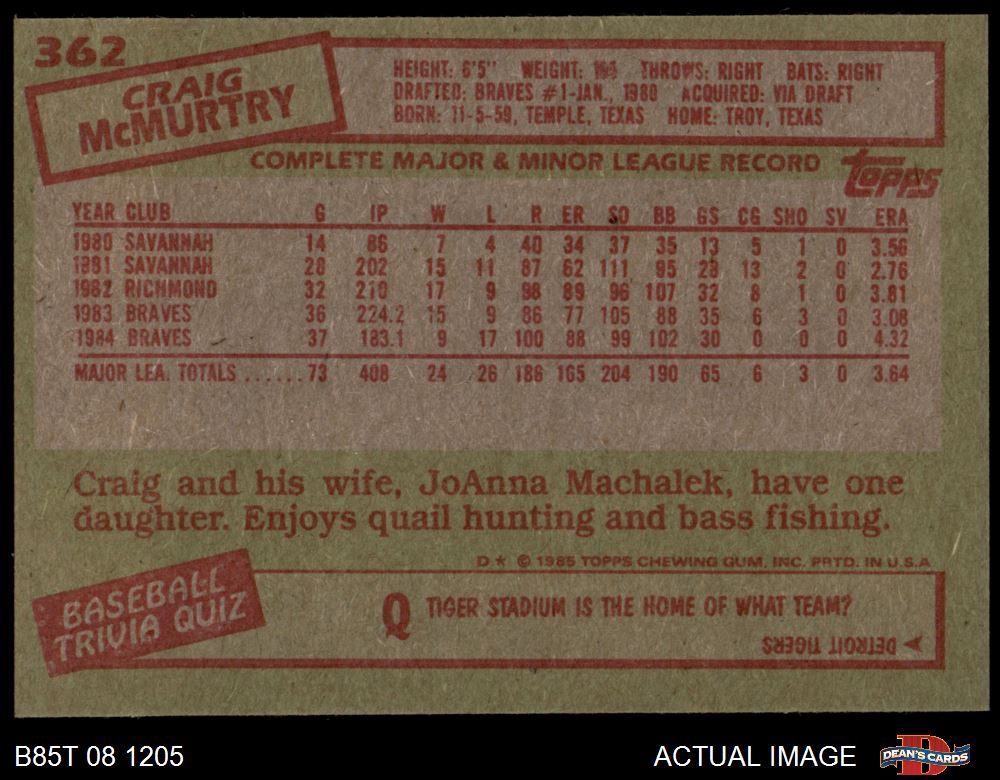 362
CRAIG
McMURTRY
HEIGHT: 6'5" WEIGHT: THROWS: RIGHT BATS: RIGHT
DRAFTED: BRAVES #1-JAN., 1980 ACQUIRED: VIA DRAFT
BORN: 11-5-59, TEMPLE, TEXAS HOME: TROY, TEXAS
COMPLETE MAJOR & MINOR LEAGUE RECORD
TOPPS
YEAR CLUB G IP W L R ER SO BB GS CG SHO SV ERA
1980 SAVANNAH 14 86 7 4 40 34 37 35 13 5 1 0 3.56
1981 SAVANNAH 28 202 15 11 87 62 111 95 28 13 2 0 2.76
1982 RICHMOND 32 210 17 9 98 89 96 107 32 8 1 0 3.81
1983 BRAVES 36 224.2 15 9 86 77 105 88 35 6 3 0 3.08
1984 BRAVES 37 183.1 9 17 100 88 99 102 30 0 0 0 4.32
MAJOR LEA. TOTALS ......73 408 24 26 186 165 204 190 65 6 3 0 3.64
Craig and his wife, JoAnna Machalek, have one
daughter. Enjoys quail hunting and bass fishing.
D* © 1985 TOPPS CHEWING GUM, INC. PRTD. IN U.S.A
BASEBALL
TRIVIA QUIZ
Q TIGER STADIUM IS THE HOME OF WHAT TEAM?
DETROIT TIGERS
B85T 08 1205
ACTUAL IMAGE
DEAN'S CARDS